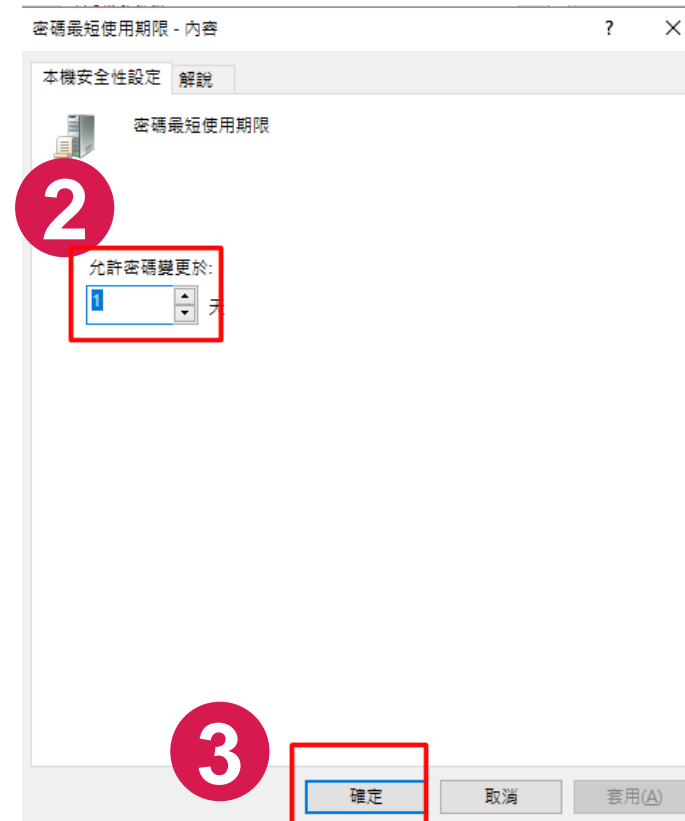 密碼最短使用期限 - 內容
?
本機安全性設定
解說
密碼最短使用期限
2
允許密碼變更於:
1
天
3
確定
取消
套用(A)